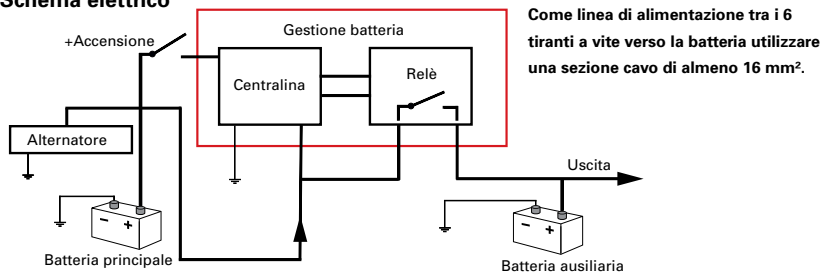 Schema elettrico
+Accensione
Gestione batteria
Centralina
Relè
Come linea di alimentazione tra i 6
tiranti a vite verso la batteria utilizzare
una sezione cavo di almeno 16 mm².
Alternatore
Uscita
- +
Batteria principale
- +
Batteria ausiliaria